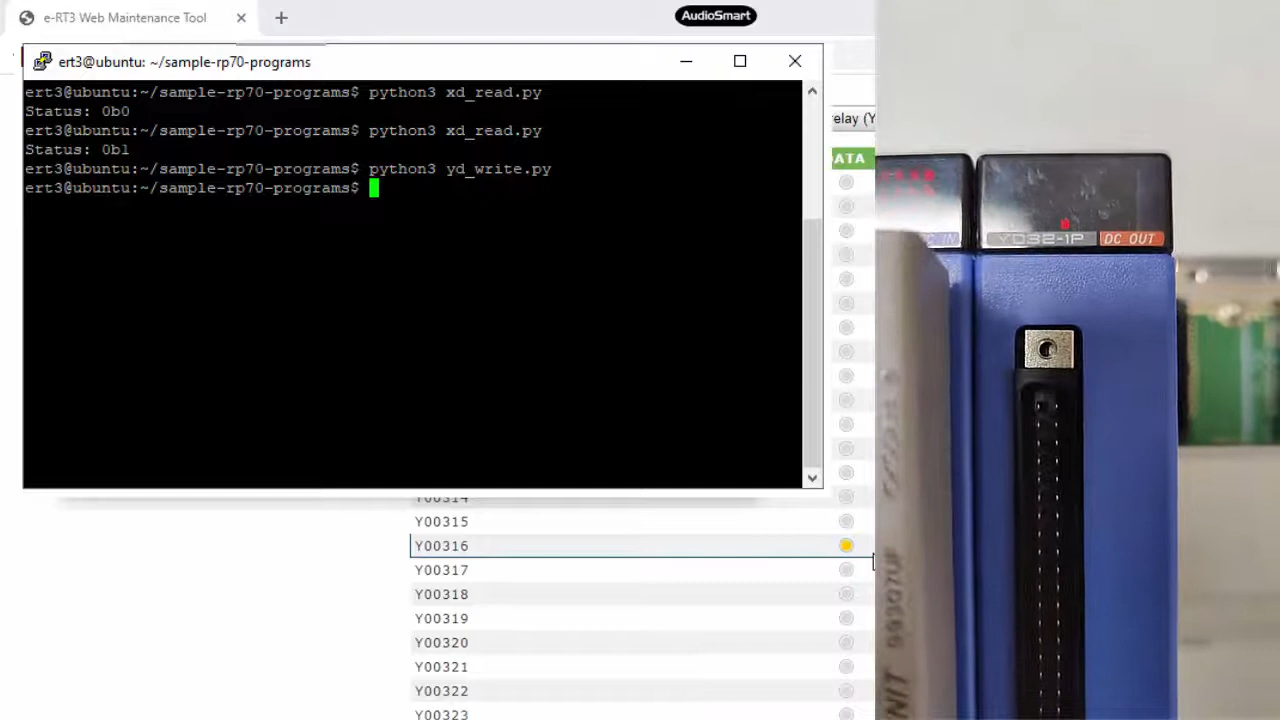 e-RT3 Web Maintenance Tool
AudioSmart
ert3@ubuntu: ~/sample-rp70-programs
ert3@ubuntu:~/sample-rp70-programs$ python3 xd_read.py
Status: 0b0
ert3@ubuntu:~/sample-rp70-programs$ python3 xd_read.py
Status: 0b1
ert3@ubuntu:~/sample-rp70-programs$ python3 yd_write.py
ert3@ubuntu:~/sample-rp70-programs$
elay (Y
ATA
Y00314
Y00315
Y00316
Y00317
Y00318
Y00319
Y00320
Y00321
Y00322
Y00323
C IN
YD32-1P
DC OUT